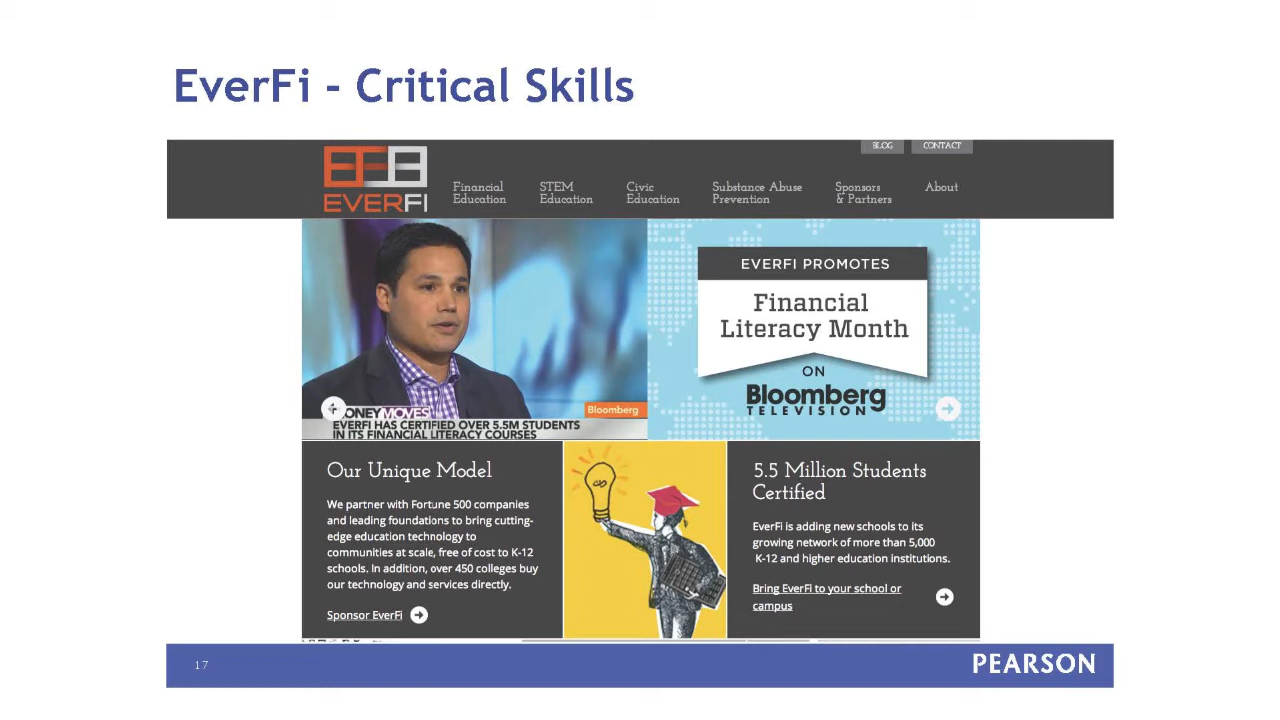 EverFi - Critical Skills
BLOG
CONTACT
EVERFI
Financial
Education
STEM
Education
Civic
Education
Substance Abuse
Prevention
Sponsors
& Partners
About
ONEYMOVES
Bloomberg
EVERFI HAS CERTIFIED OVER 5.5M STUDENTS
IN ITS FINANCIAL LITERACY COURSES
EVERFI PROMOTES
Financial
Literacy Month
ON
Bloomberg
TELEVISION
Our Unique Model
We partner with Fortune 500 companies
and leading foundations to bring cutting-
edge education technology to
communities at scale, free of cost to K-12
schools. In addition, over 450 colleges buy
our technology and services directly.
Sponsor EverFi
5.5 Million Students
Certified
EverFi is adding new schools to its
growing network of more than 5,000
K-12 and higher education institutions.
Bring EverFi to your school or
campus
17
PEARSON